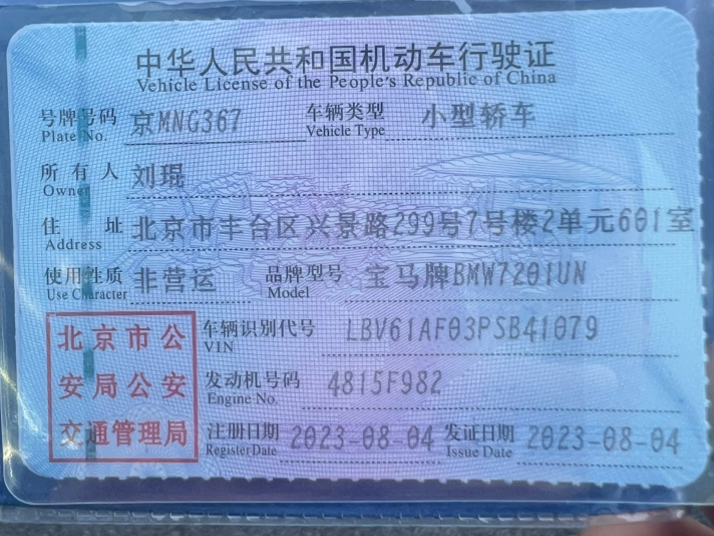 中华人民共和国机动车行驶证
Vehicle License of the People's Republic of China
号牌号码 京MNG367 车辆类型 小型轿车
Plate No. Vehicle Type
所有人 刘琨
Owner
住址 北京市丰台区兴景路299号7号楼2单元601室
Address
使用性质 非营运 品牌型号 宝马牌BMW7201UN
Use Character Model
北京市公安局公安交通管理局
车辆识别代号 LBV61AF03PSB41079
VIN
发动机号码 4815F982
Engine No.
注册日期 2023-08-04 发证日期 2023-08-04
Register Date Issue Date